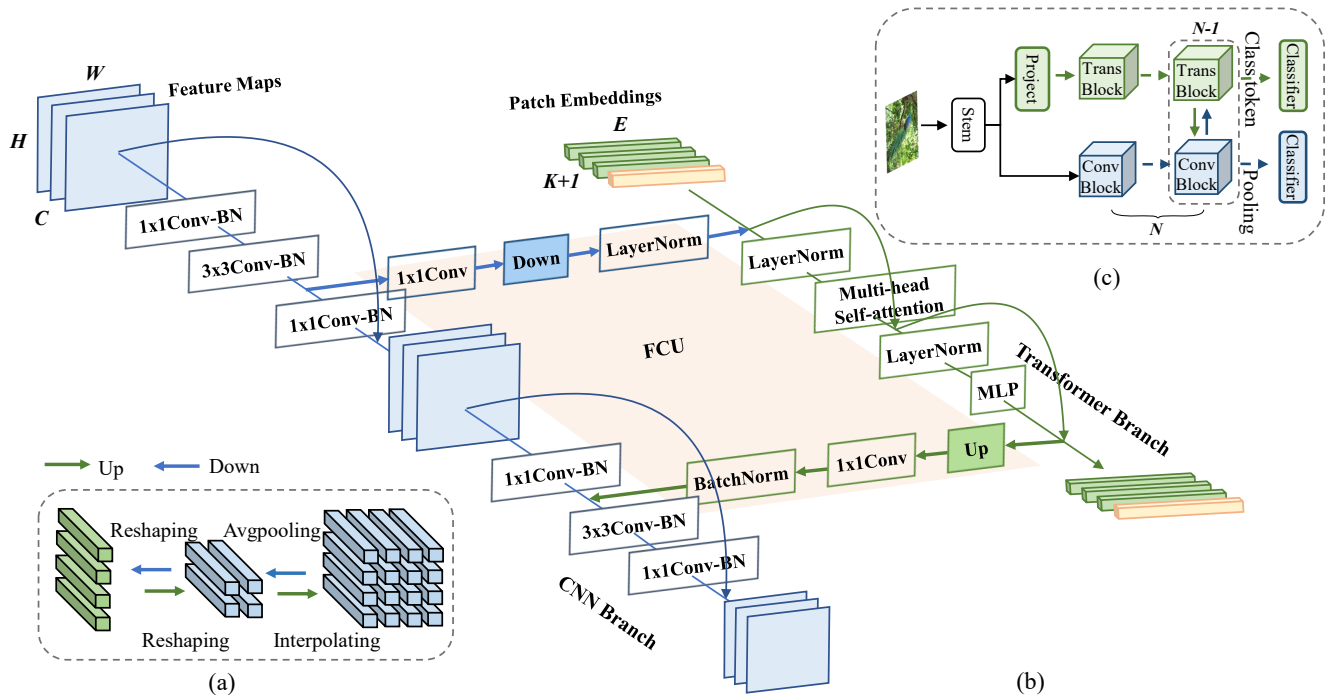 W
Feature Maps
H
C
1x1Conv-BN
3x3Conv-BN
1x1Conv-BN
Patch Embeddings
E
K+1
1x1Conv
Down
LayerNorm
FCU
LayerNorm
Multi-head
Self-attention
LayerNorm
MLP
Transformer Branch
Up
1x1Conv
BatchNorm
1x1Conv-BN
3x3Conv-BN
1x1Conv-BN
CNN Branch
(b)
Up
Down
Reshaping
Avgpooling
Reshaping
Interpolating
(a)
Stem
Project
Trans
Block
N-1
Trans
Block
Class token
Classifier
Conv
Block
Conv
Block
Pooling
Classifier
N
(c)